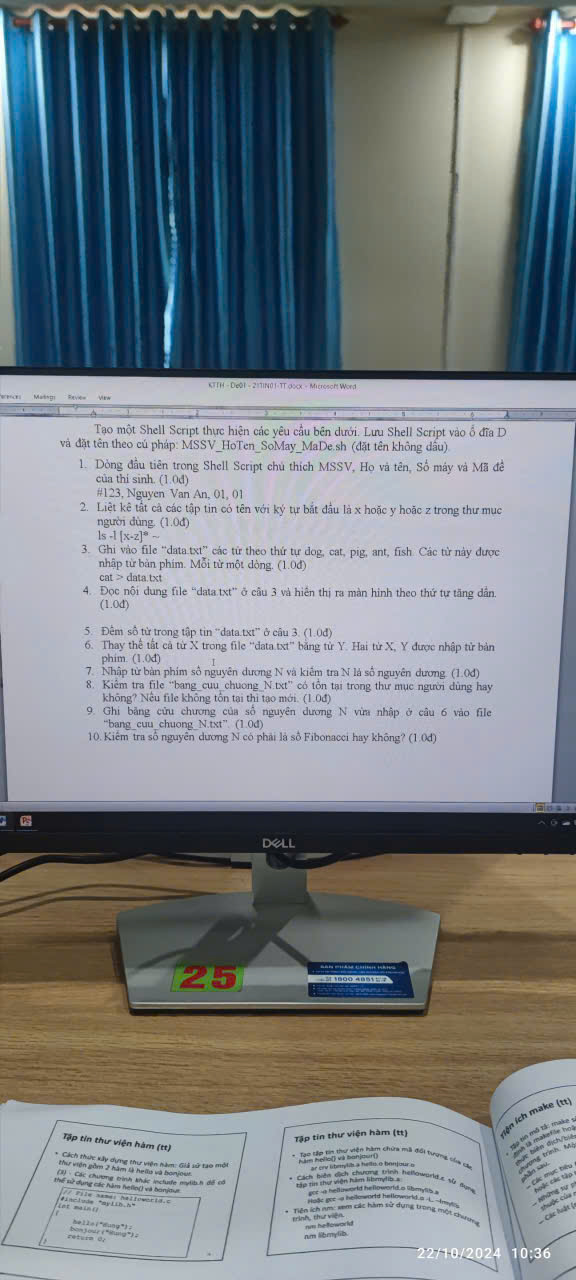 KTTH - De01 - 21TIN01-TT.docx - Microsoft Word
Mailings Review View
Tạo một Shell Script thực hiện các yêu cầu bên dưới. Lưu Shell Script vào ổ đĩa D
và đặt tên theo cú pháp: MSSV_HoTen_SoMay_MaDe.sh (đặt tên không dấu).
1. Dòng đầu tiên trong Shell Script chú thích MSSV, Họ và tên, Số máy và Mã đề
của thí sinh. (1.0đ)
#123, Nguyen Van An, 01, 01
2. Liệt kê tất cả các tập tin có tên với ký tự bắt đầu là x hoặc y hoặc z trong thư mục
người dùng. (1.0đ)
ls -l [x-z]* ~
3. Ghi vào file “data.txt” các từ theo thứ tự dog, cat, pig, ant, fish. Các từ này được
nhập từ bàn phím. Mỗi từ một dòng. (1.0đ)
cat > data.txt
4. Đọc nội dung file “data.txt” ở câu 3 và hiển thị ra màn hình theo thứ tự tăng dần.
(1.0đ)
5. Đếm số từ trong tập tin “data.txt” ở câu 3. (1.0đ)
6. Thay thế tất cả từ X trong file “data.txt” bằng từ Y. Hai từ X, Y được nhập từ bàn
phím. (1.0đ)
7. Nhập từ bàn phím số nguyên dương N và kiểm tra N là số nguyên dương. (1.0đ)
8. Kiểm tra file “bang_cuu_chuong_N.txt” có tồn tại trong thư mục người dùng hay
không? Nếu file không tồn tại thì tạo mới. (1.0đ)
9. Ghi bảng cửu chương của số nguyên dương N vừa nhập ở câu 6 vào file
“bang_cuu_chuong_N.txt”. (1.0đ)
10. Kiểm tra số nguyên dương N có phải là số Fibonacci hay không? (1.0đ)
DELL
25
SẢN PHẨM CHÍNH HÃNG
Tập tin thư viện hàm (tt)
• Cách thức xây dựng thư viện hàm: Giả sử tạo một
thư viện gồm 2 hàm là hello và bonjour.
(3) : Các chương trình khác include mylib.h để có
thể sử dụng các hàm hello() và bonjour.
// File name: helloworld.c
#include "mylib.h"
int main()
{
hello("Hung");
bonjour("Hung");
return 0;
}
Tập tin thư viện hàm (tt)
• Tạo tập tin thư viện hàm chứa mã đối tượng của các
hàm hello() và bonjour()
ar crv libmylib.a hello.o bonjour.o
• Cách biên dịch chương trình helloworld.c sử dụng
tập tin thư viện hàm libmylib.a:
gcc -o helloworld helloworld.o libmylib.a
Hoặc gcc -o helloworld helloworld.o -L. -lmylib
• Tiện ích nm: xem các hàm sử dụng trong một chương
trình, thư viện.
nm helloworld
nm libmylib.
Tiện ích make (tt)
22/10/2024 10:36